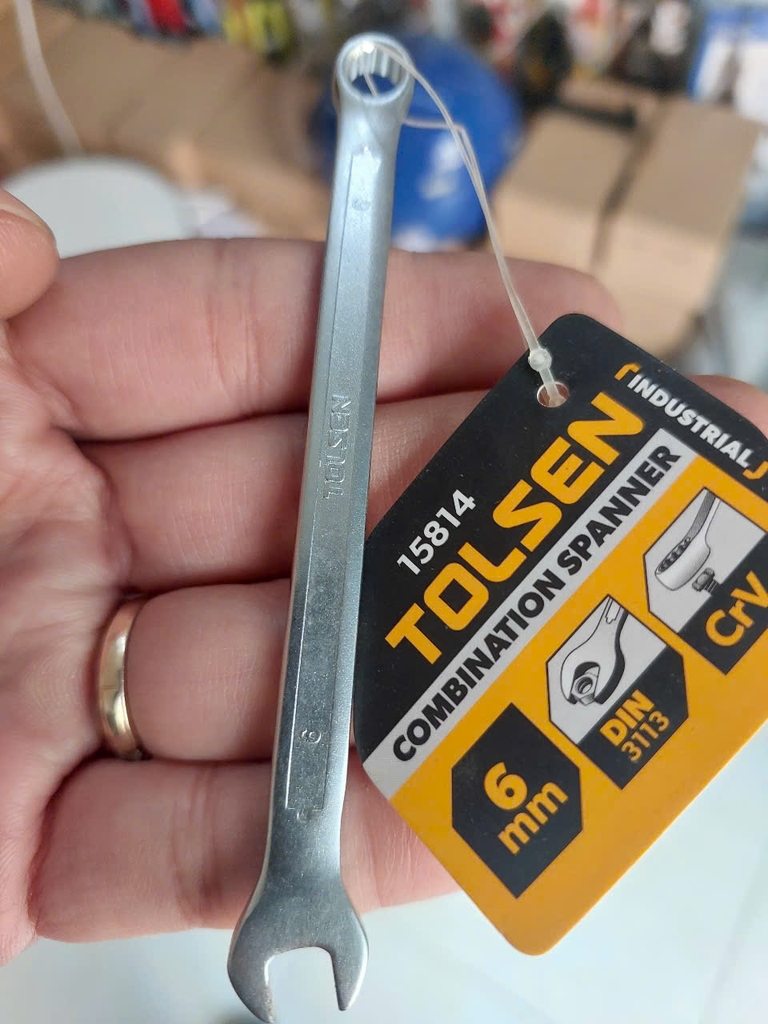 TOLSEN
6
15814
TOLSEN
「INDUSTRIAL」
COMBINATION SPANNER
6
mm
DIN
3113
CrV